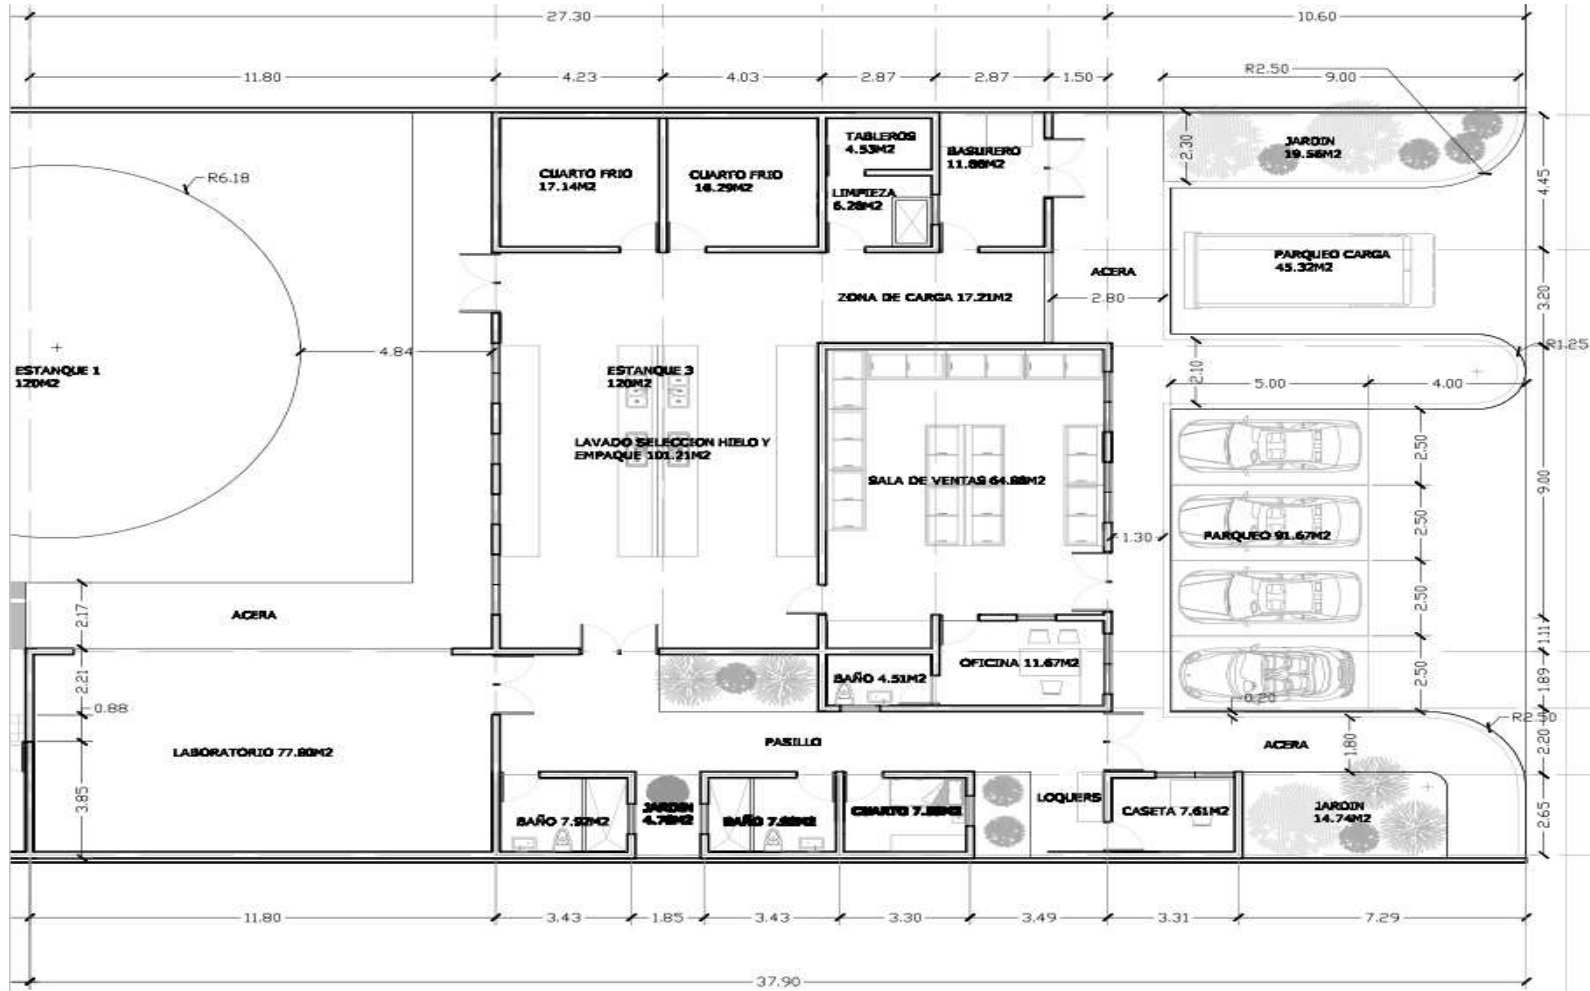 27.30
10.60
11.80
4.23
4.03
2.87
2.87
1.50
R2.50
9.00
TABLEROS
4.53M2
BASURERO
11.88M2
JARDIN
19.56M2
2.30
4.45
CUARTO FRIO
17.14M2
CUARTO FRIO
16.29M2
R6.18
LIMPIEZA
6.28M2
PARQUEO CARGA
45.32M2
ACERA
2.80
3.20
ZONA DE CARGA 17.21M2
4.84
R1.25
ESTANQUE 1
120M2
ESTANQUE 3
120M2
2.10
5.00
4.00
LAVADO SELECCION HIELO Y
EMPAQUE 101.21M2
2.50
SALA DE VENTAS 64.88M2
9.00
1.30
PARQUEO 91.67M2
2.50
2.50
2.17
ACERA
1.11
2.21
OFICINA 11.67M2
BAÑO 4.51M2
2.50
1.89
0.88
0.20
R2.50
LABORATORIO 77.80M2
PASILLO
ACERA
1.80
2.20
3.85
LOQUERS
JARDIN
4.78M2
BAÑO 7.92M2
BAÑO 7.92M2
CUARTO
CASETA 7.61M2
JARDIN
14.74M2
2.65
11.80
3.43
1.85
3.43
3.30
3.49
3.31
7.29
37.90